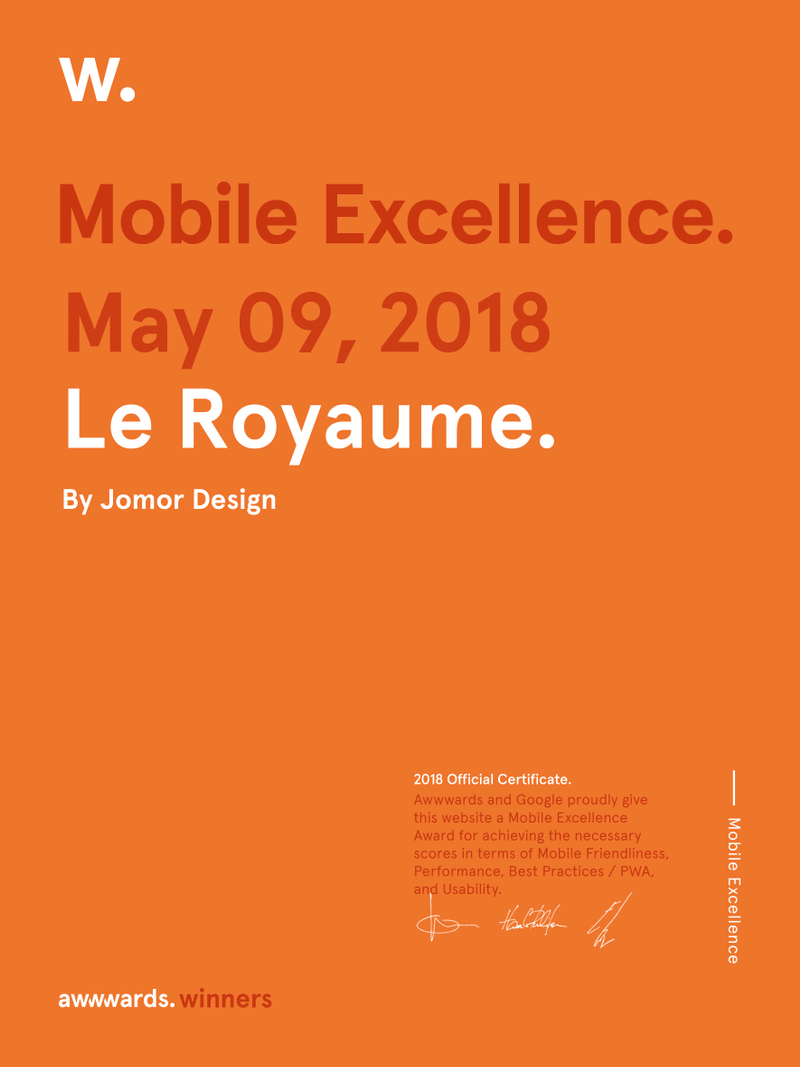 w.
Mobile Excellence.
May 09, 2018
Le Royaume.
By Jomor Design
2018 Official Certificate.
Awwwards and Google proudly give
this website a Mobile Excellence
Award for achieving the necessary
scores in terms of Mobile Friendliness,
Performance, Best Practices / PWA,
and Usability.
Mobile Excellence
awwwards.winners